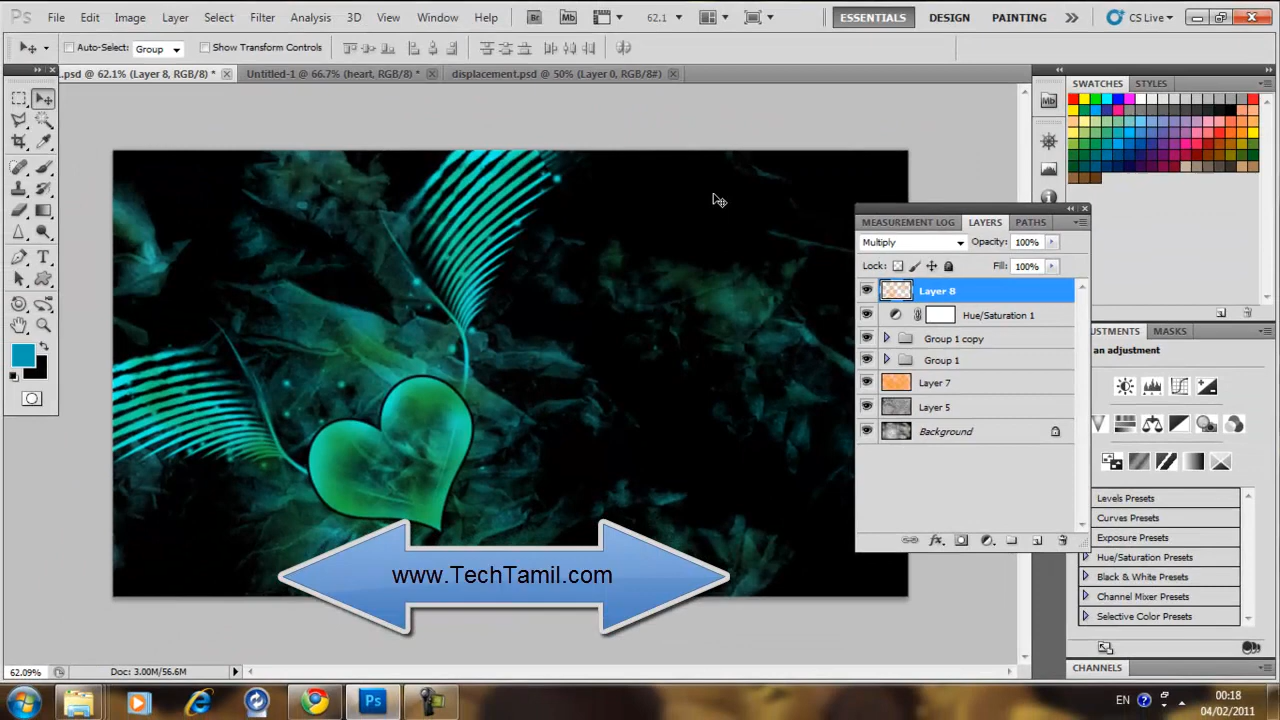 Ps File Edit Image Layer Select Filter Analysis 3D View Window Help Br Mb 62.1 ESSENTIALS DESIGN PAINTING CS Live
Auto-Select: Group Show Transform Controls
.psd @ 62.1% (Layer 8, RGB/8) * Untitled-1 @ 66.7% (heart, RGB/8) * displacement.psd @ 50% (Layer 0, RGB/8#)
SWATCHES STYLES
Mb
MEASUREMENT LOG LAYERS PATHS
Multiply Opacity: 100%
Lock: Fill: 100%
Layer 8
Hue/Saturation 1
Group 1 copy
Group 1
Layer 7
Layer 5
Background
JUSTMENTS MASKS
an adjustment
Levels Presets
Curves Presets
Exposure Presets
Hue/Saturation Presets
Black & White Presets
Channel Mixer Presets
Selective Color Presets
CHANNELS
www.TechTamil.com
62.09% Doc: 3.00M/56.6M
Ps
EN
00:18
04/02/2011